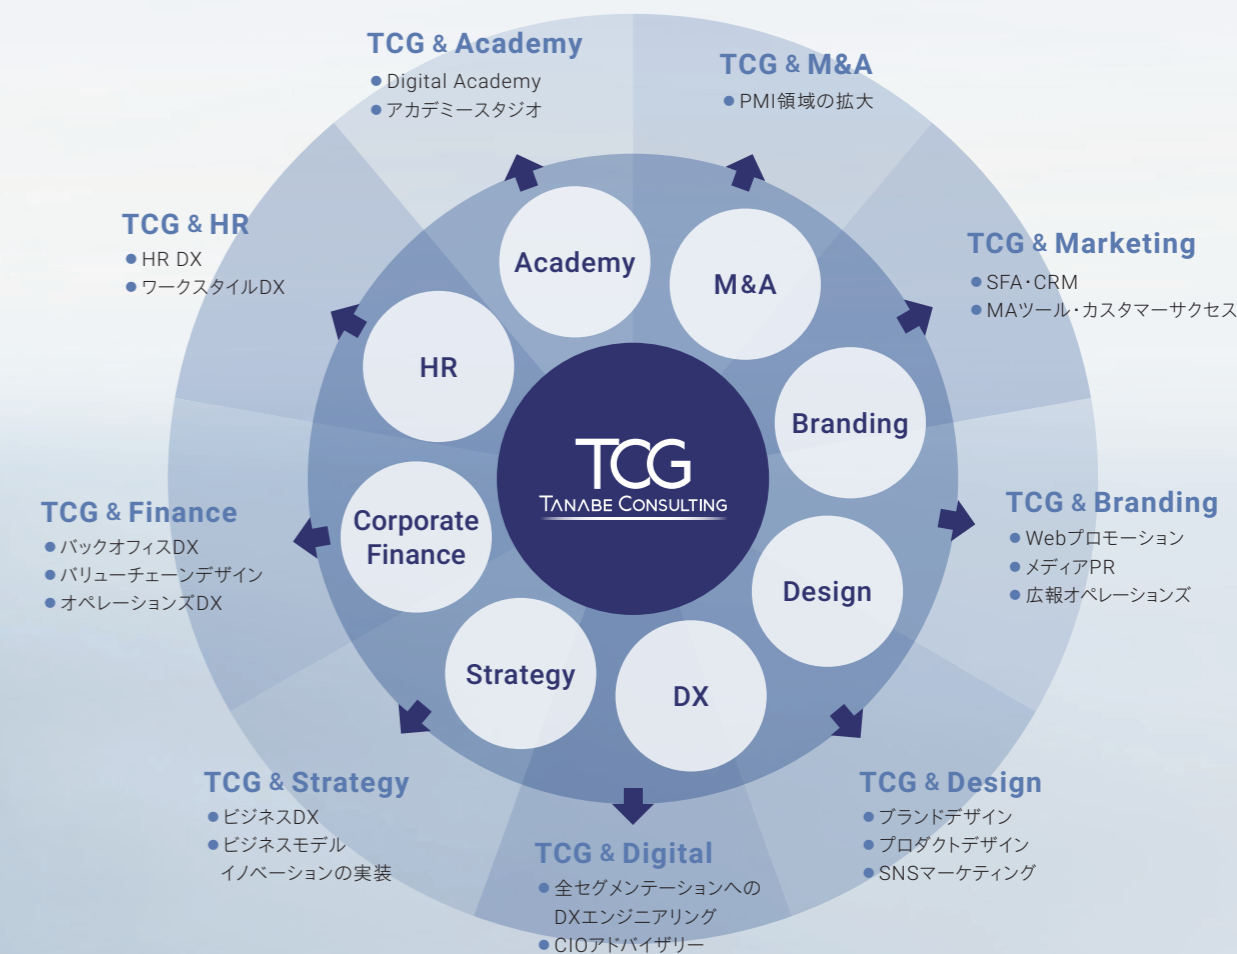 TCG & Academy
● Digital Academy
● アカデミースタジオ
TCG & M&A
● PMI領域の拡大
TCG & HR
● HR DX
● ワークスタイルDX
TCG & Marketing
● SFA・CRM
● MAツール・カスタマーサクセス
Academy
M&A
HR
Branding
TCG
TANABE CONSULTING
Corporate
Finance
Design
Strategy
DX
TCG & Finance
● バックオフィスDX
● バリューチェーンデザイン
● オペレーションズDX
TCG & Branding
● Webプロモーション
● メディアPR
● 広報オペレーションズ
TCG & Strategy
● ビジネスDX
● ビジネスモデル
イノベーションの実装
TCG & Digital
● 全セグメンテーションへの
DXエンジニアリング
● CIOアドバイザリー
TCG & Design
● ブランドデザイン
● プロダクトデザイン
● SNSマーケティング